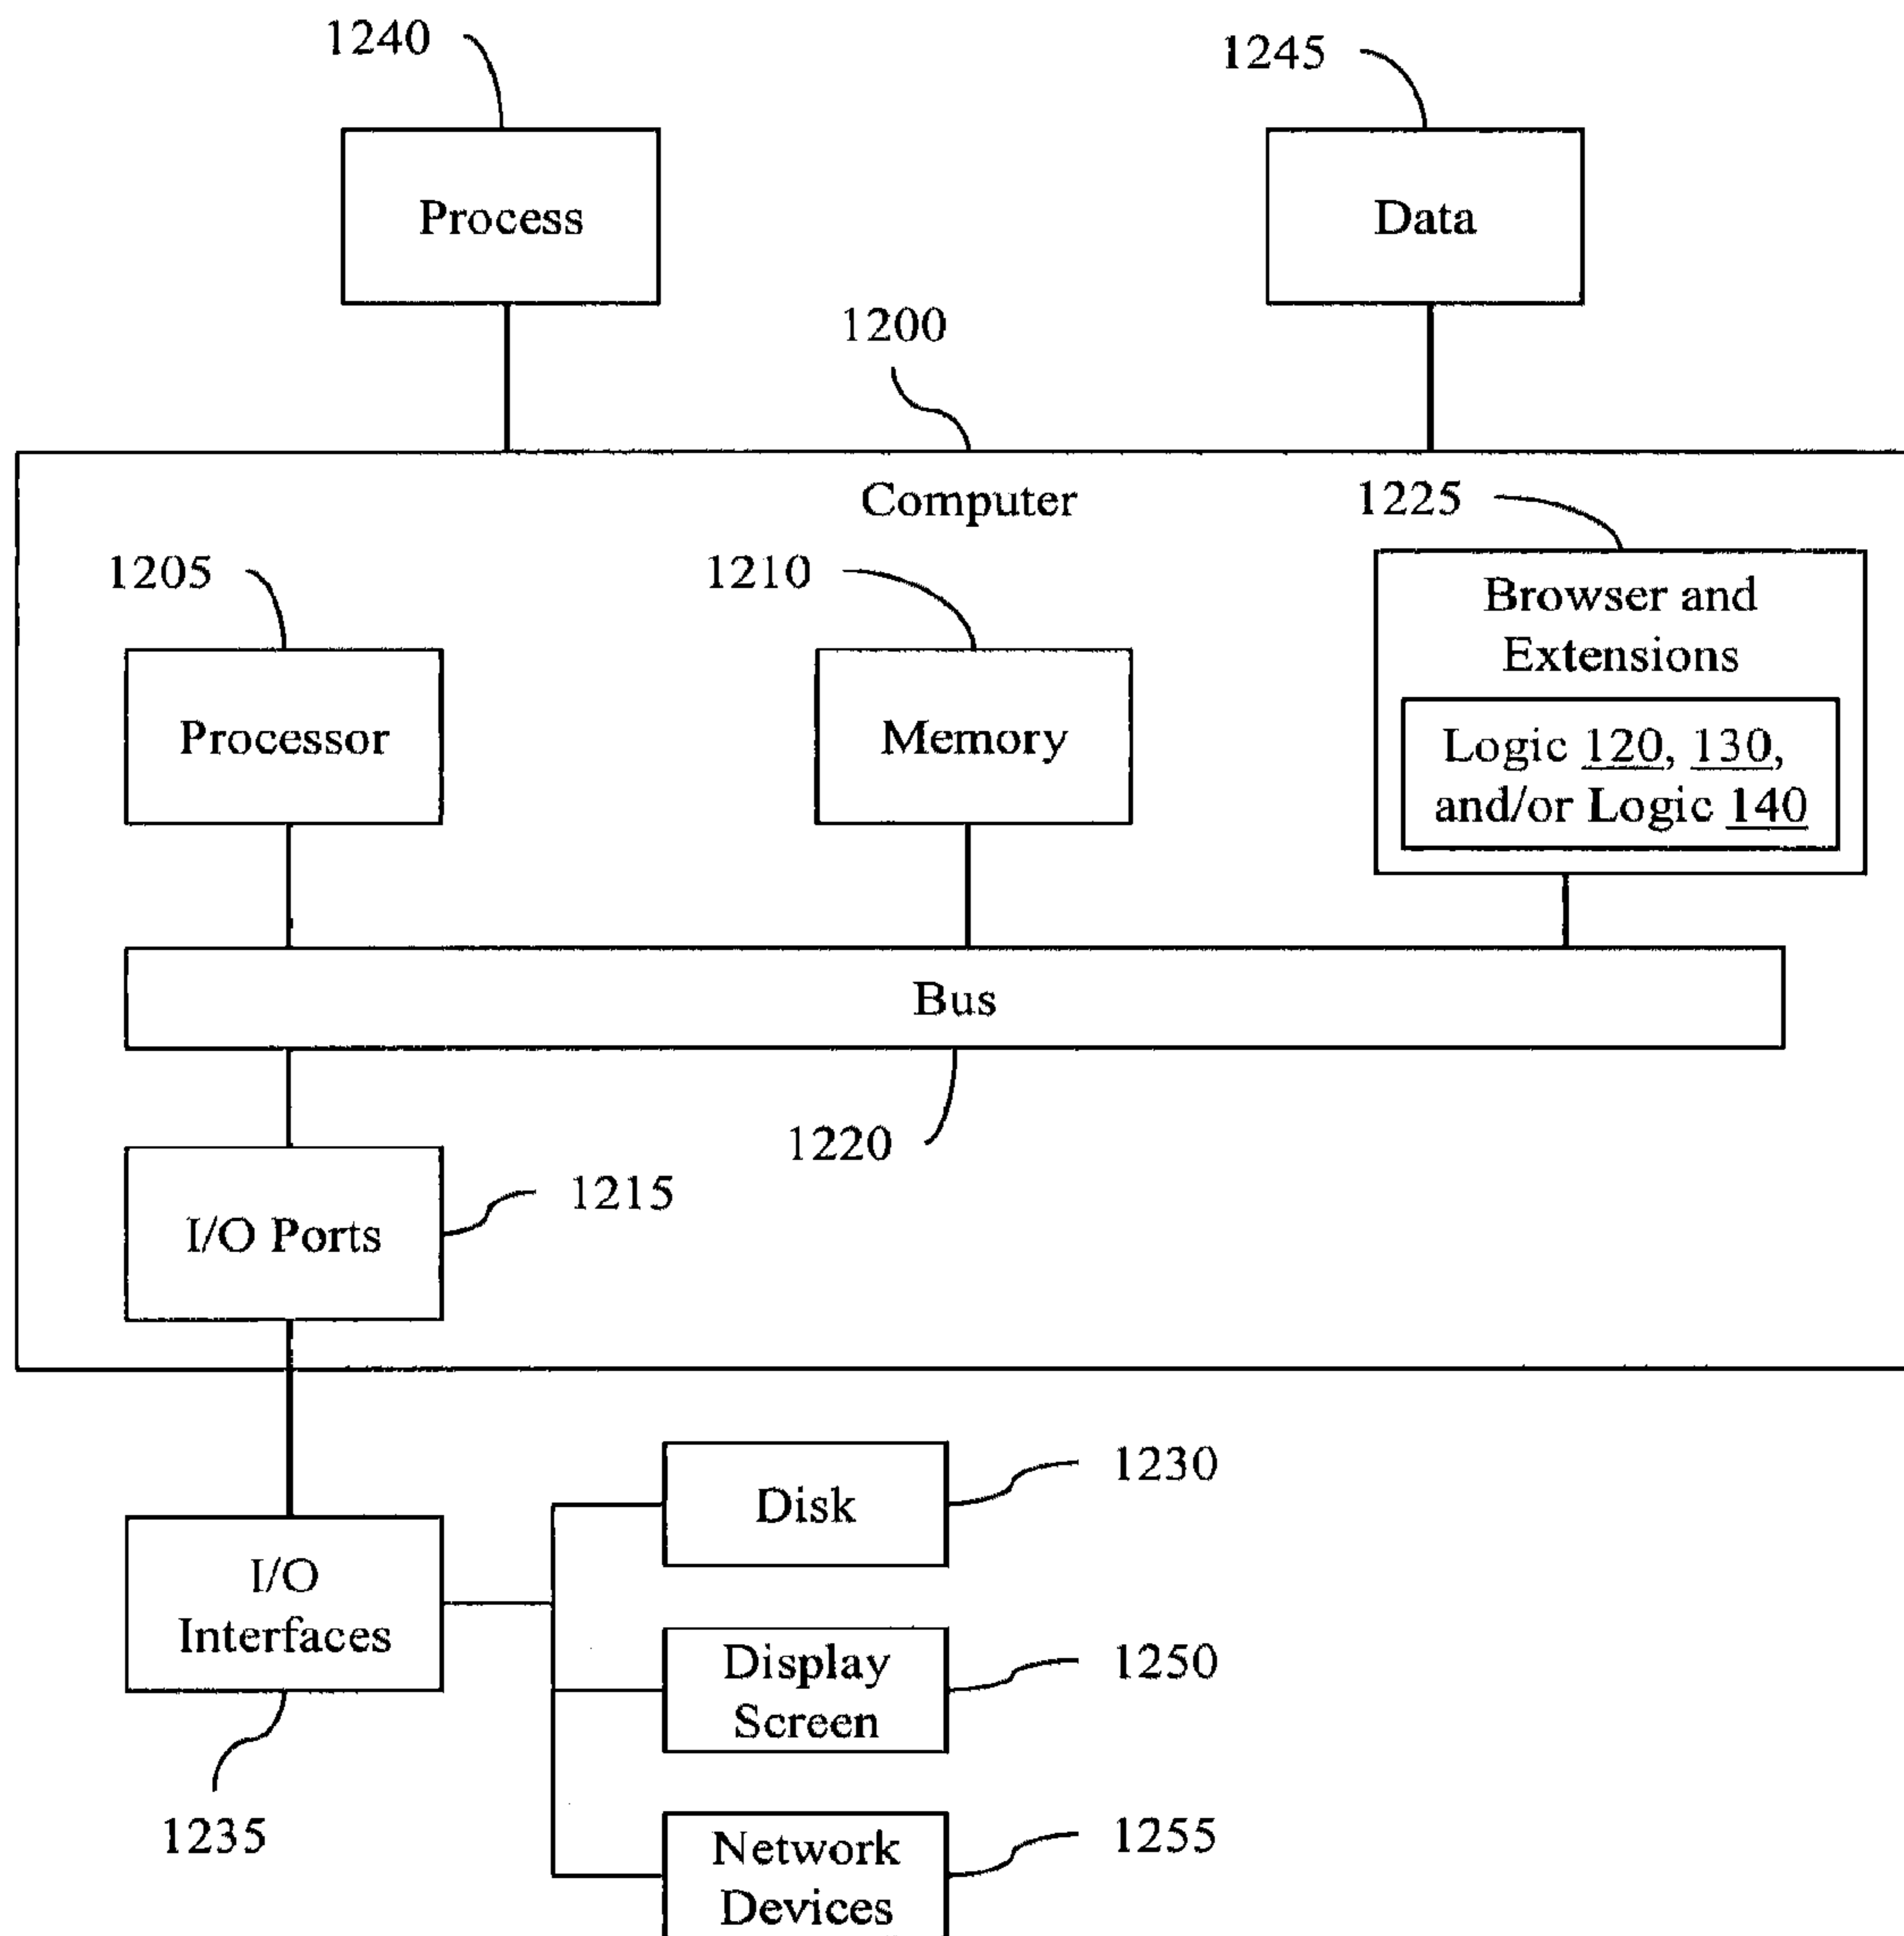 1240
1245
Process
Data
1200
Computer
1225
1205
1210
Browser and
Extensions
Processor
Memory
Logic 120, 130,
and/or Logic 140
Bus
1220
1215
I/O Ports
1230
Disk
I/O
Interfaces
1250
Display
Screen
1235
1255
Network
Devices